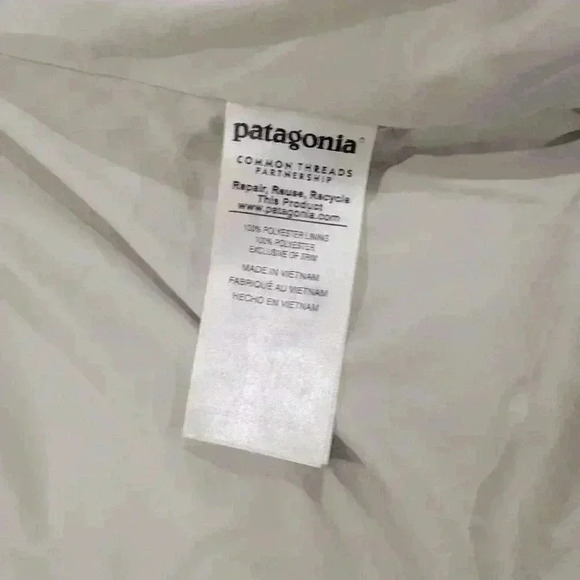 patagonia®
COMMON THREADS
PARTNERSHIP
Repair, Reuse, Recycle
This Product
www.patagonia.com
100% POLYESTER LINING
100% POLYESTER
EXCLUSIVE OF TRIM
MADE IN VIETNAM
FABRIQUÉ AU VIETNAM
HECHO EN VIETNAM